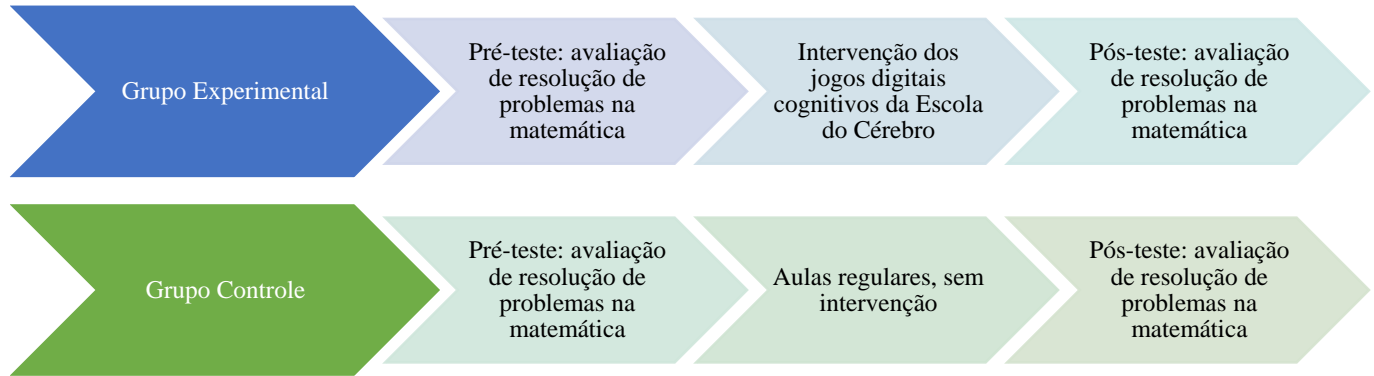 Grupo Experimental
Pré-teste: avaliação
de resolução de
problemas na
matemática
Intervenção dos
jogos digitais
cognitivos da Escola
do Cérebro
Pós-teste: avaliação
de resolução de
problemas na
matemática
Grupo Controle
Pré-teste: avaliação
de resolução de
problemas na
matemática
Aulas regulares, sem
intervenção
Pós-teste: avaliação
de resolução de
problemas na
matemática